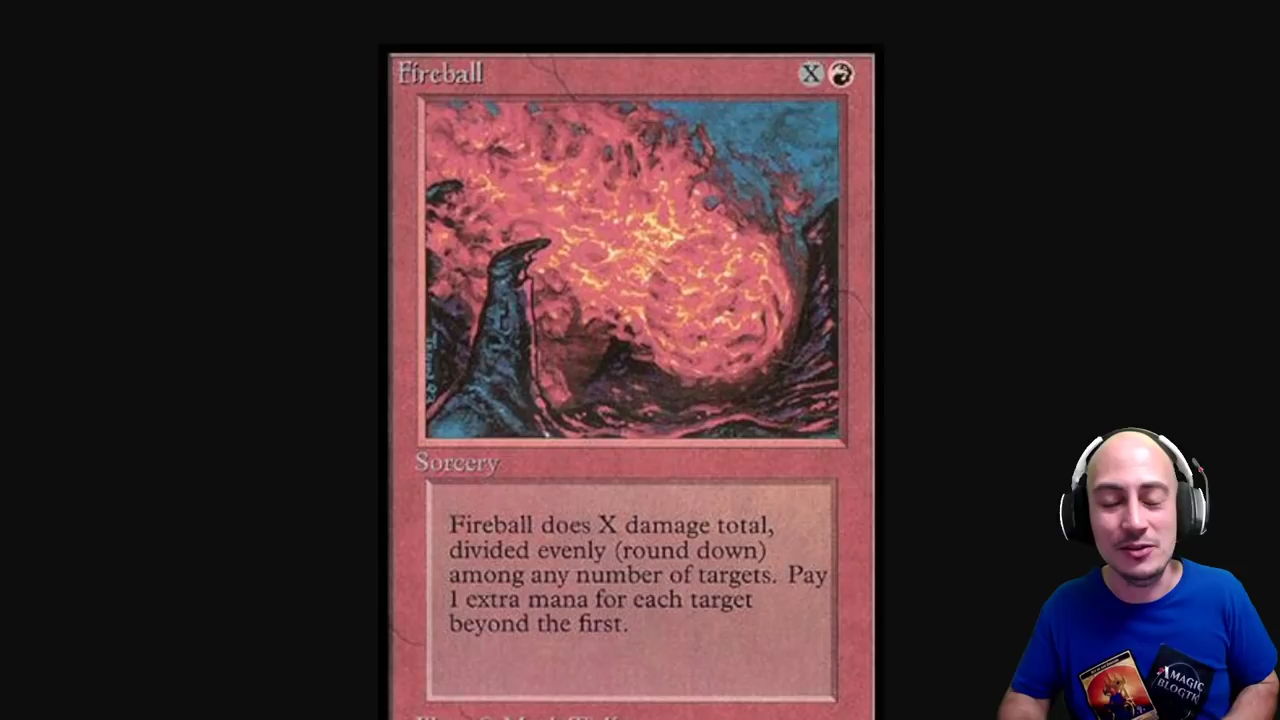 Fireball X
Sorcery
Fireball does X damage total,
divided evenly (round down)
among any number of targets. Pay
1 extra mana for each target
beyond the first.
MAGIC